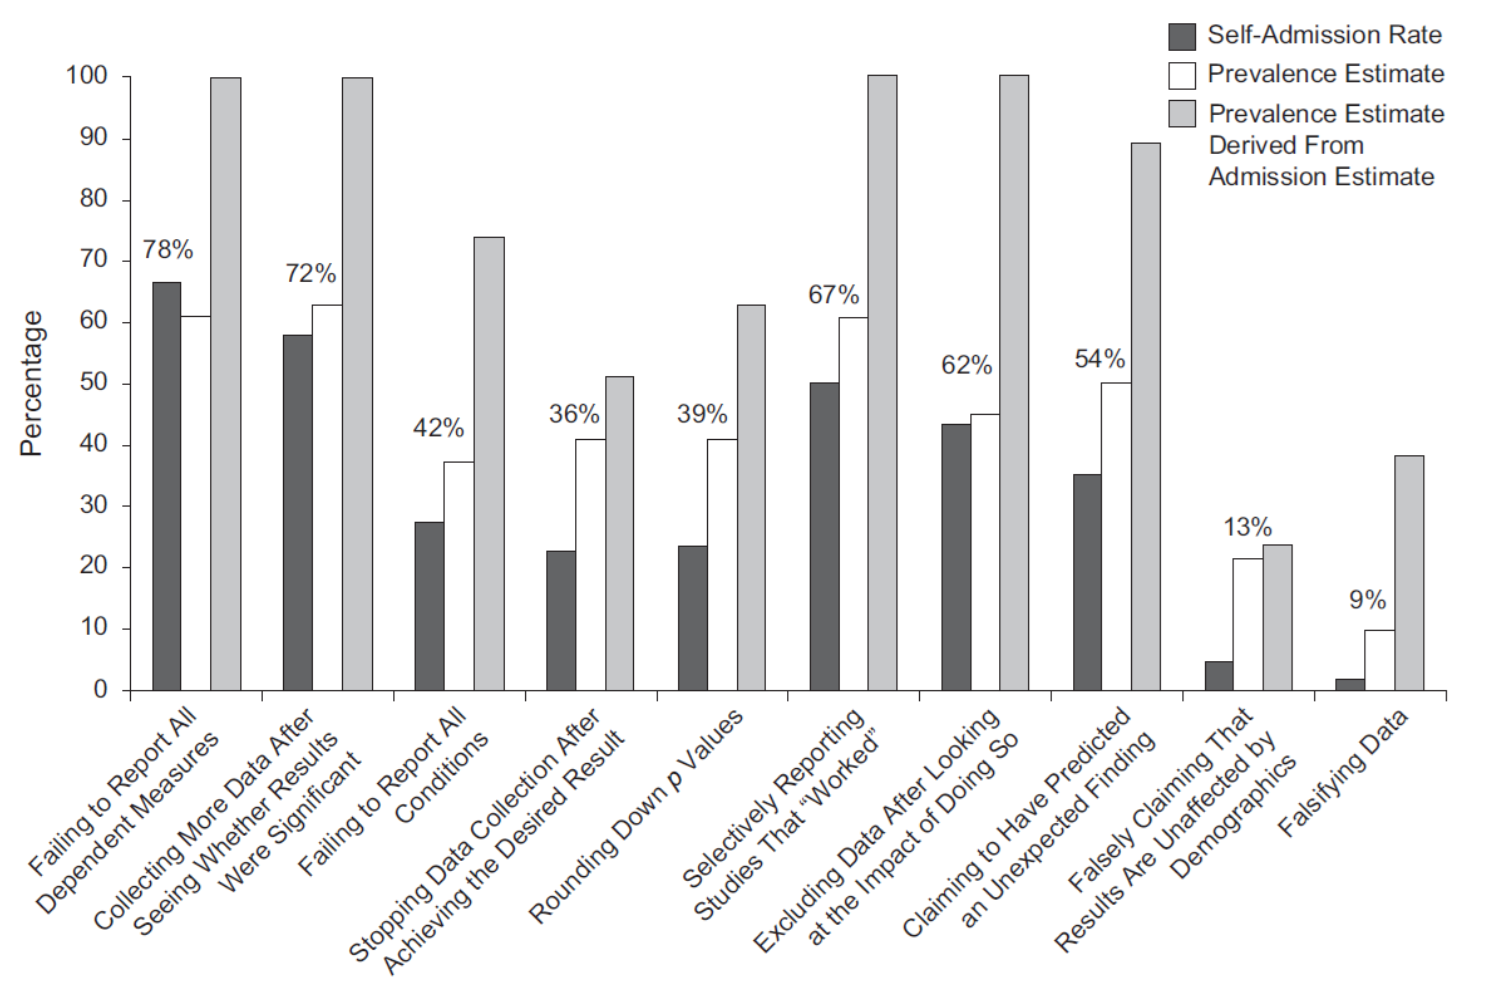 Self-Admission Rate
Prevalence Estimate
Prevalence Estimate
Derived From
Admission Estimate
Percentage
100
90
80
70
60
50
40
30
20
10
0
78%
72%
42%
36%
39%
67%
62%
54%
13%
9%
Failing to Report All
Dependent Measures
Collecting More Data After
Seeing Whether Results
Were Significant
Failing to Report All
Conditions
Stopping Data Collection After
Achieving the Desired Result
Rounding Down p Values
Selectively Reporting
Studies That “Worked”
Excluding Data After Looking
at the Impact of Doing So
Claiming to Have Predicted
an Unexpected Finding
Falsely Claiming That
Results Are Unaffected by
Demographics
Falsifying Data